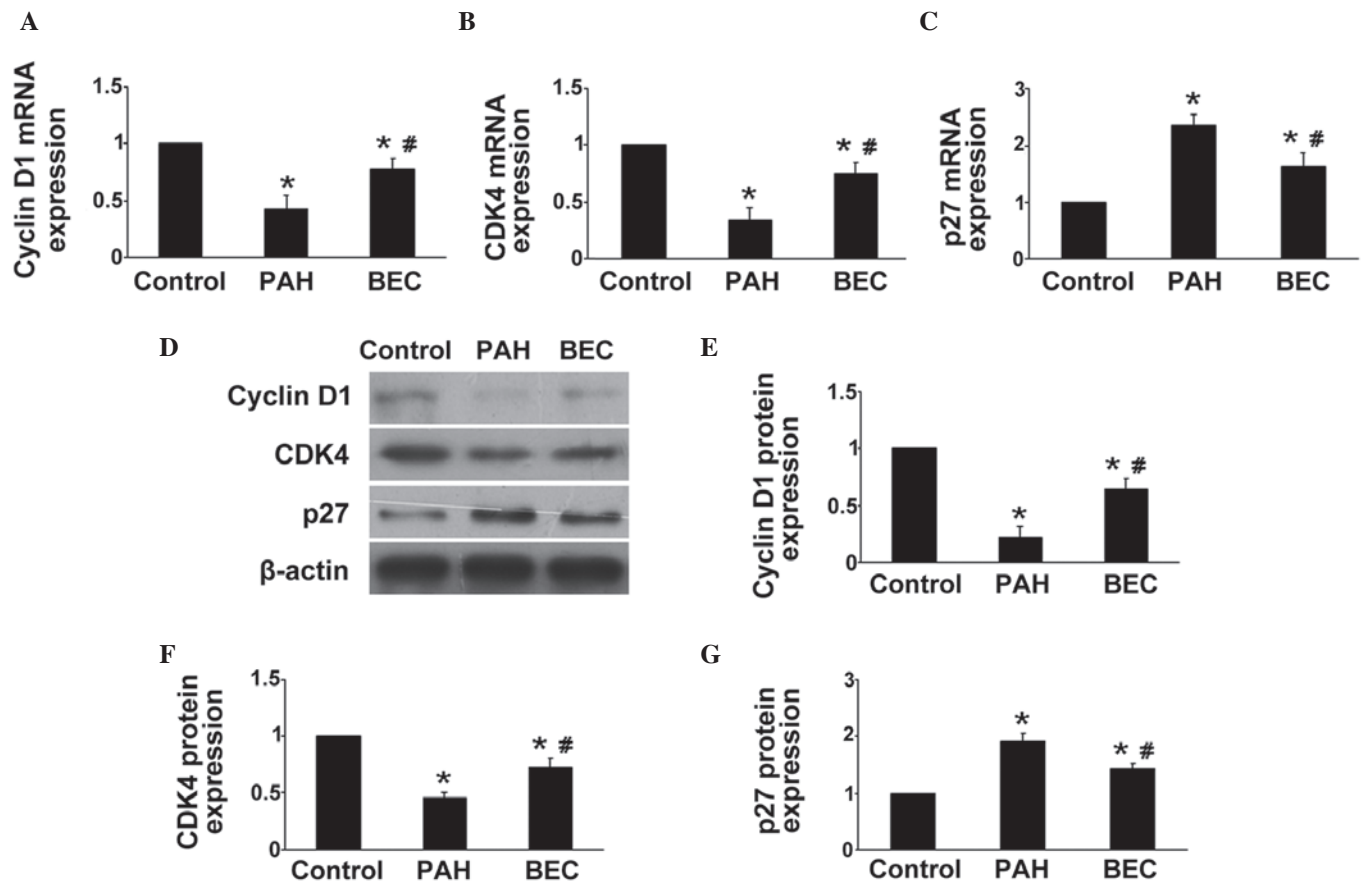 A
Cyclin D1 mRNA
expression
1.5
1
0.5
0
*
* #
Control PAH BEC
B
CDK4 mRNA
expression
1.5
1
0.5
0
*
* #
Control PAH BEC
C
p27 mRNA
expression
3
2
1
0
*
* #
Control PAH BEC
D
Control PAH BEC
Cyclin D1
CDK4
p27
β-actin
E
Cyclin D1 protein
expression
1.5
1
0.5
0
*
* #
Control PAH BEC
F
CDK4 protein
expression
1.5
1
0.5
0
*
* #
Control PAH BEC
G
p27 protein
expression
3
2
1
0
*
* #
Control PAH BEC